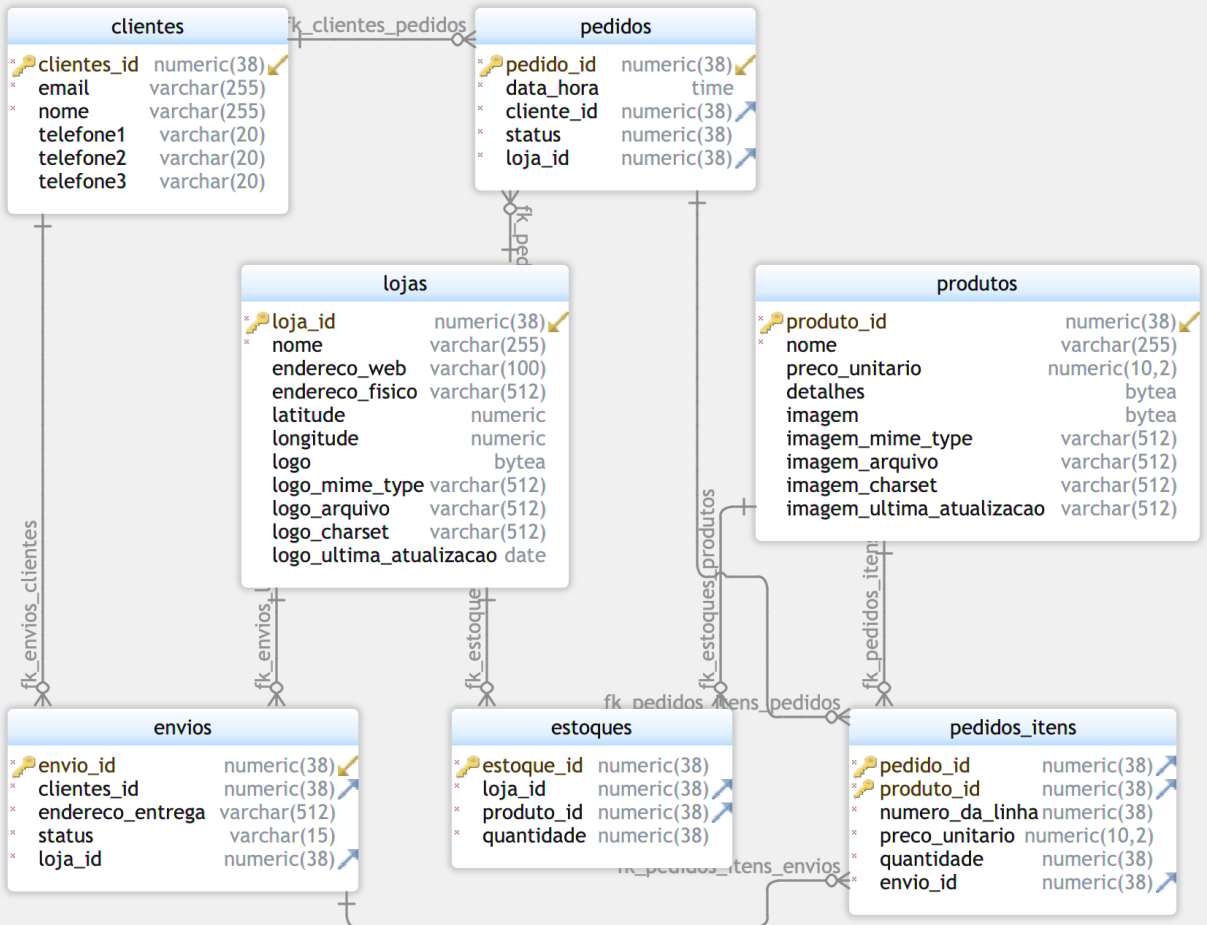 clientes
clientes_id numeric(38)
email varchar(255)
nome varchar(255)
telefone1 varchar(20)
telefone2 varchar(20)
telefone3 varchar(20)
fk_clientes_pedidos
pedidos
pedido_id numeric(38)
data_hora time
cliente_id numeric(38)
status numeric(38)
loja_id numeric(38)
fk_ped
lojas
loja_id numeric(38)
nome varchar(255)
endereco_web varchar(100)
endereco_fisico varchar(512)
latitude numeric
longitude numeric
logo bytea
logo_mime_type varchar(512)
logo_arquivo varchar(512)
logo_charset varchar(512)
logo_ultima_atualizacao date
produtos
produto_id numeric(38)
nome varchar(255)
preco_unitario numeric(10,2)
detalhes bytea
imagem bytea
imagem_mime_type varchar(512)
imagem_arquivo varchar(512)
imagem_charset varchar(512)
imagem_ultima_atualizacao varchar(512)
fk_envios_clientes
fk_envios_
fk_estoque
fk_estoques_produtos
fk_pedidos_itens
fk_pedidos_itens_pedidos
envios
envio_id numeric(38)
clientes_id numeric(38)
endereco_entrega varchar(512)
status varchar(15)
loja_id numeric(38)
estoques
estoque_id numeric(38)
loja_id numeric(38)
produto_id numeric(38)
quantidade numeric(38)
fk_pedidos_itens_envios
pedidos_itens
pedido_id numeric(38)
produto_id numeric(38)
numero_da_linha numeric(38)
preco_unitario numeric(10,2)
quantidade numeric(38)
envio_id numeric(38)